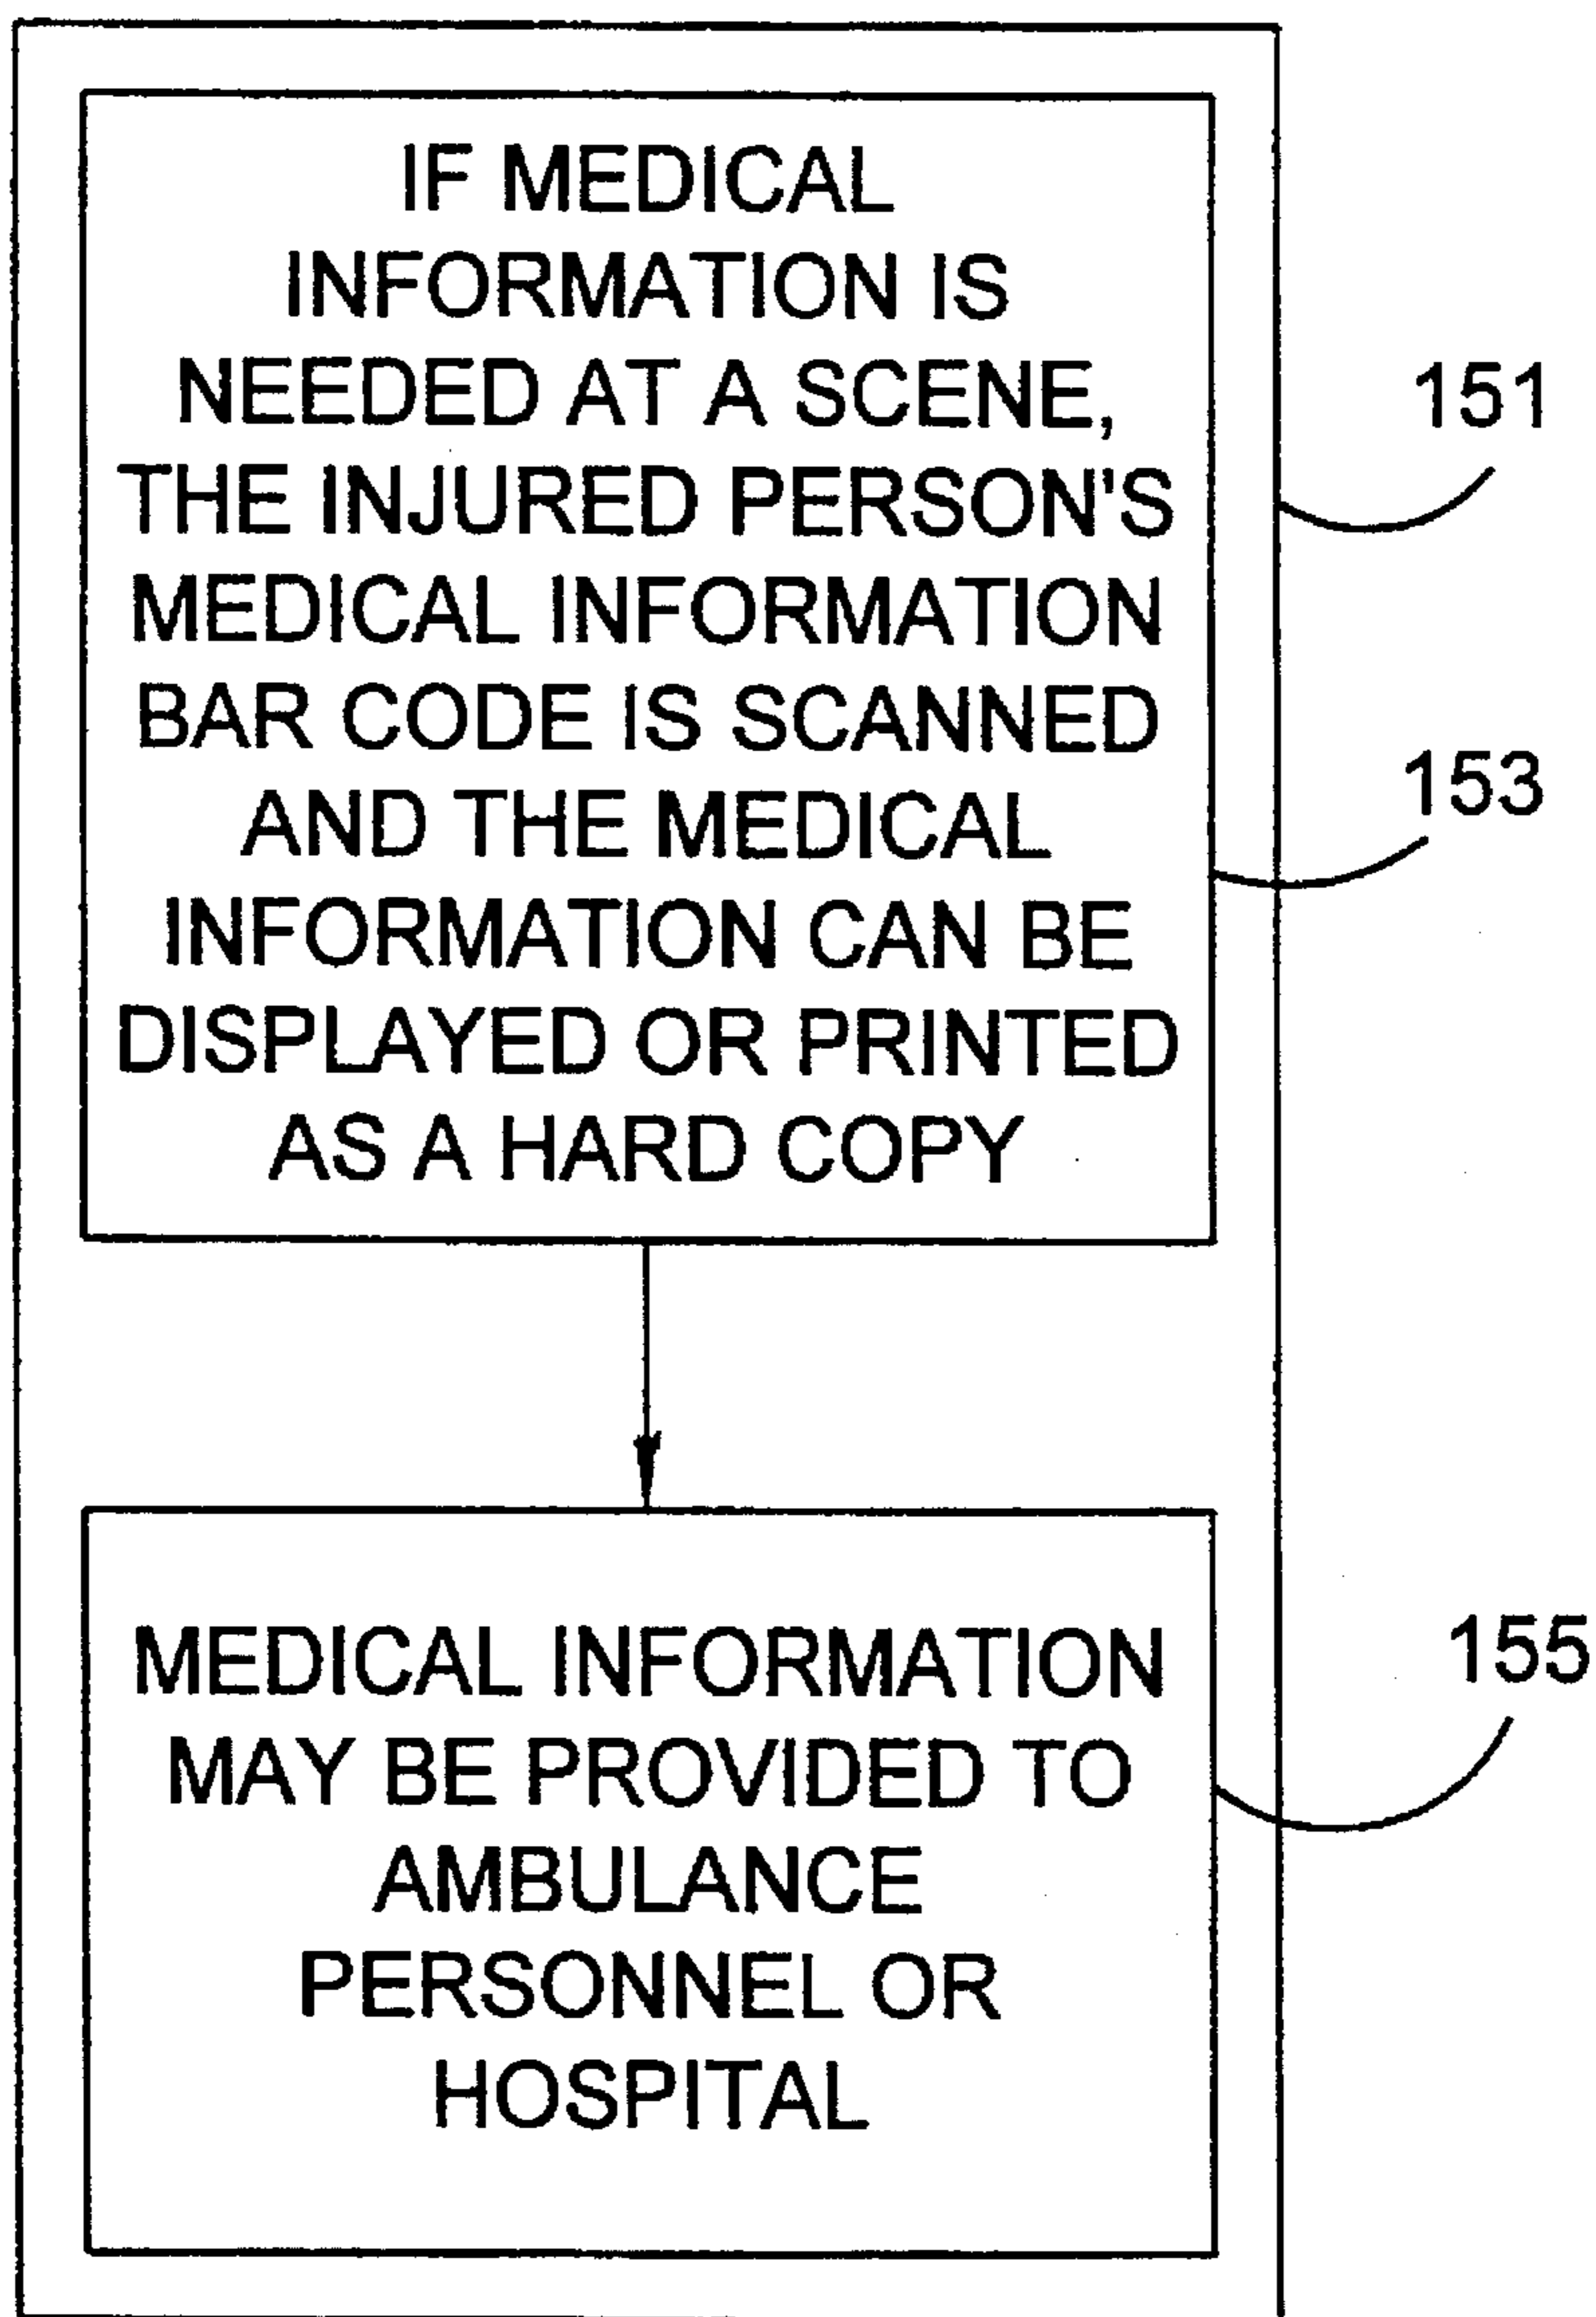 IF MEDICAL
INFORMATION IS
NEEDED AT A SCENE,
THE INJURED PERSON'S
MEDICAL INFORMATION
BAR CODE IS SCANNED
AND THE MEDICAL
INFORMATION CAN BE
DISPLAYED OR PRINTED
AS A HARD COPY
151
153
MEDICAL INFORMATION
MAY BE PROVIDED TO
AMBULANCE
PERSONNEL OR
HOSPITAL
155